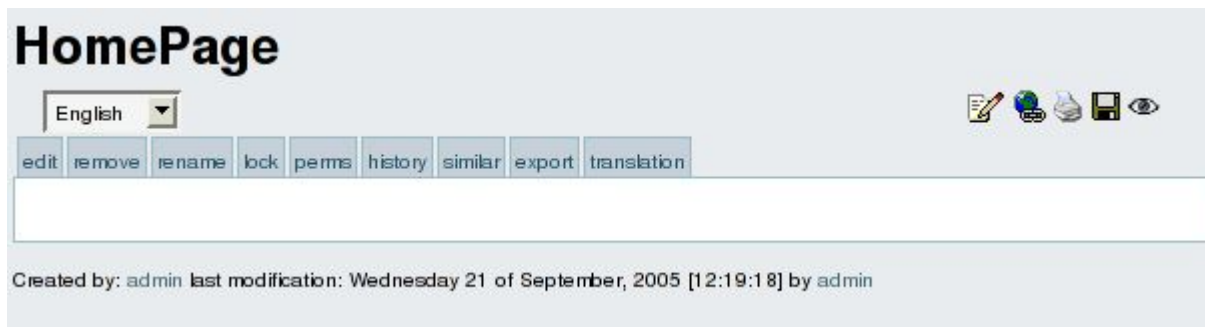 HomePage
English
edit remove rename lock perms history similar export translation
Created by: admin last modification: Wednesday 21 of September, 2005 [12:19:18] by admin